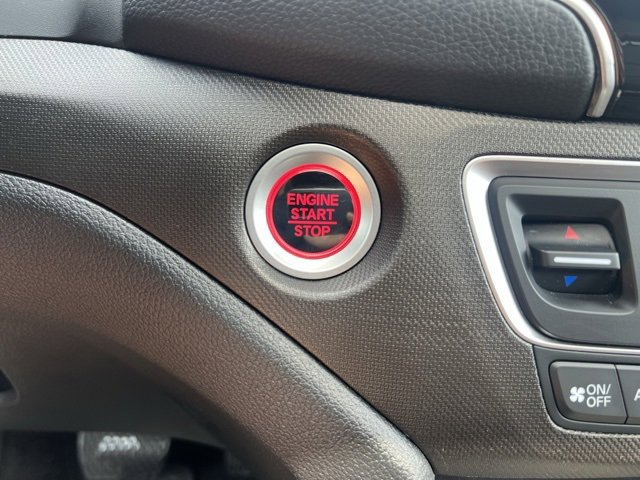 ENGINE
START
STOP
ON/
OFF
A